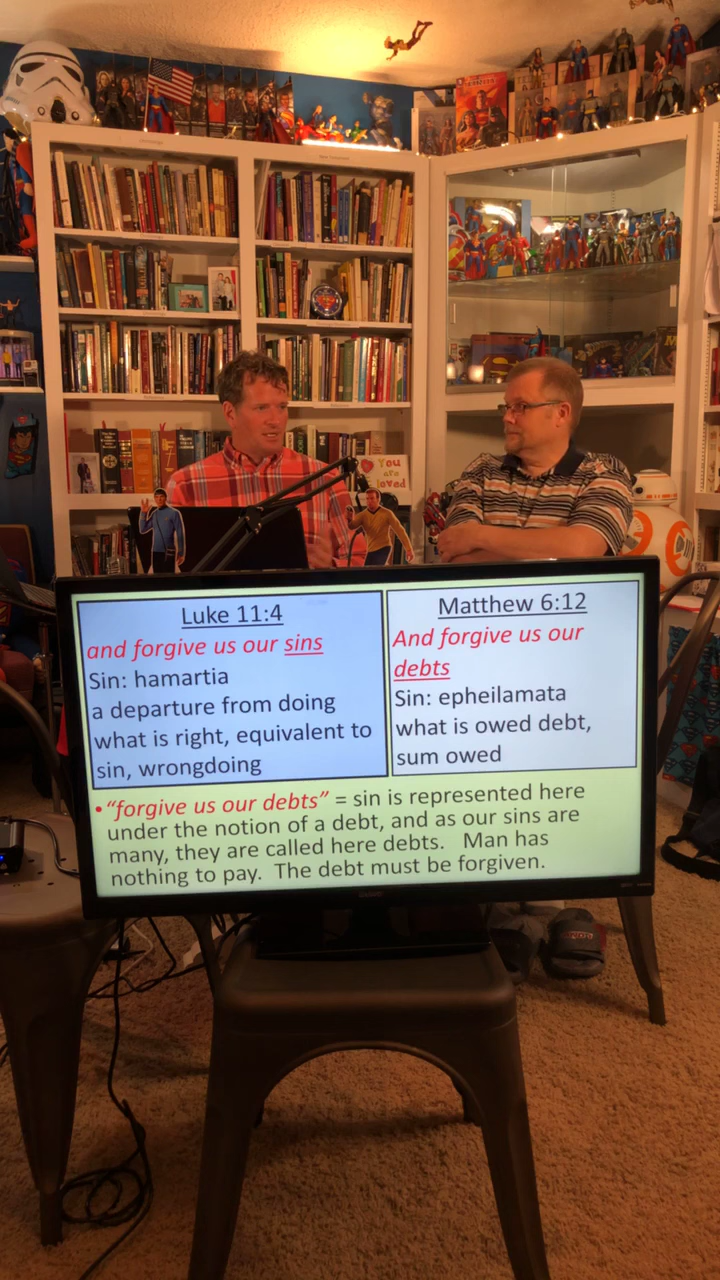 You
are
loved
Luke 11:4
and forgive us our sins
Sin: hamartia
a departure from doing
what is right, equivalent to
sin, wrongdoing
Matthew 6:12
And forgive us our
debts
Sin: epheilamata
what is owed debt,
sum owed
•"forgive us our debts" = sin is represented here
under the notion of a debt, and as our sins are
many, they are called here debts. Man has
nothing to pay. The debt must be forgiven.